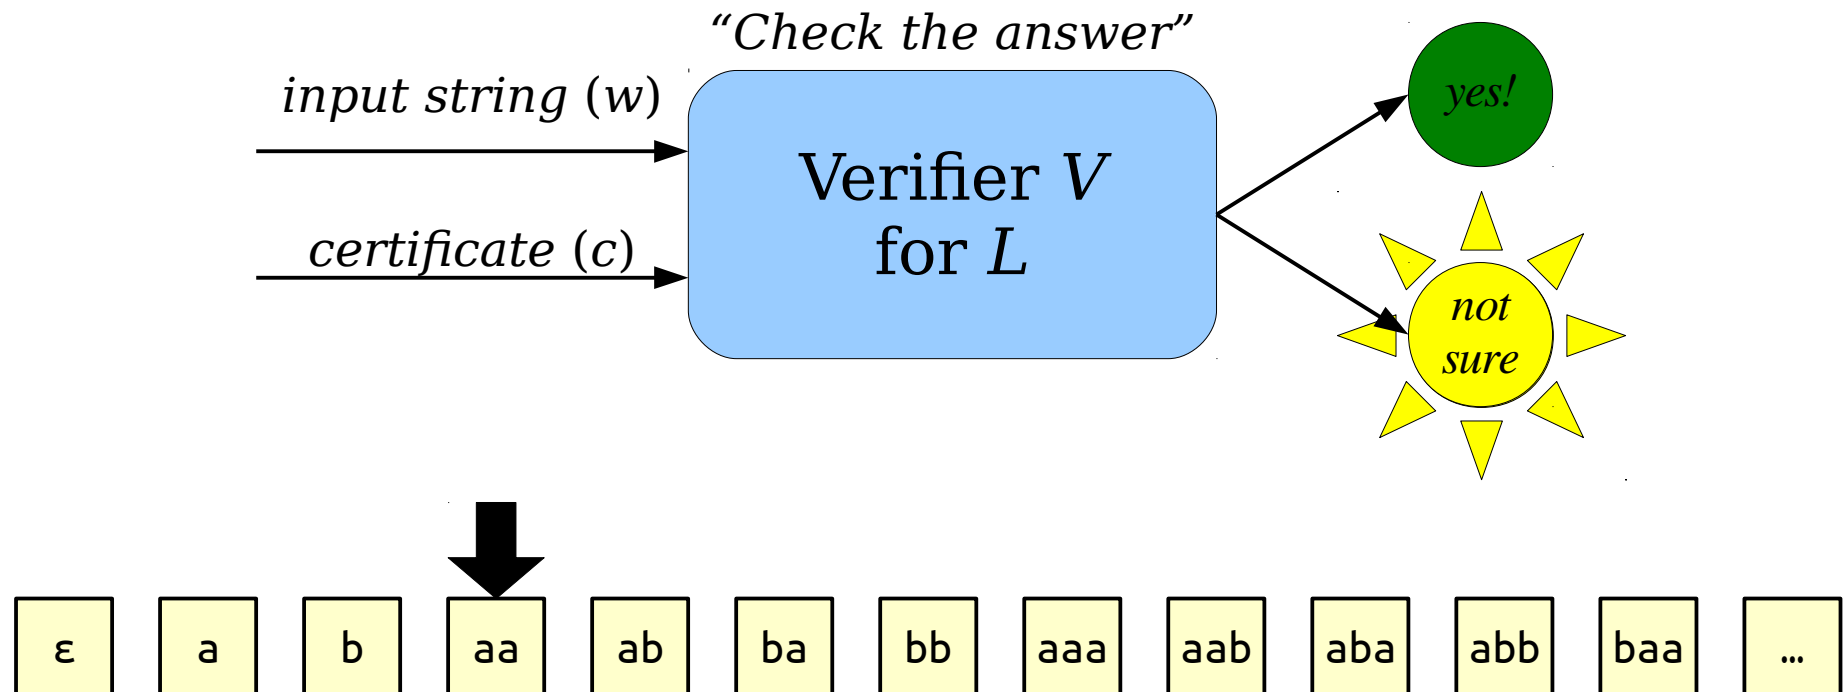 “Check the answer”
input string (w)
certificate (c)
Verifier V
for L
yes!
not
sure
ε a b aa ab ba bb aaa aab aba abb baa …